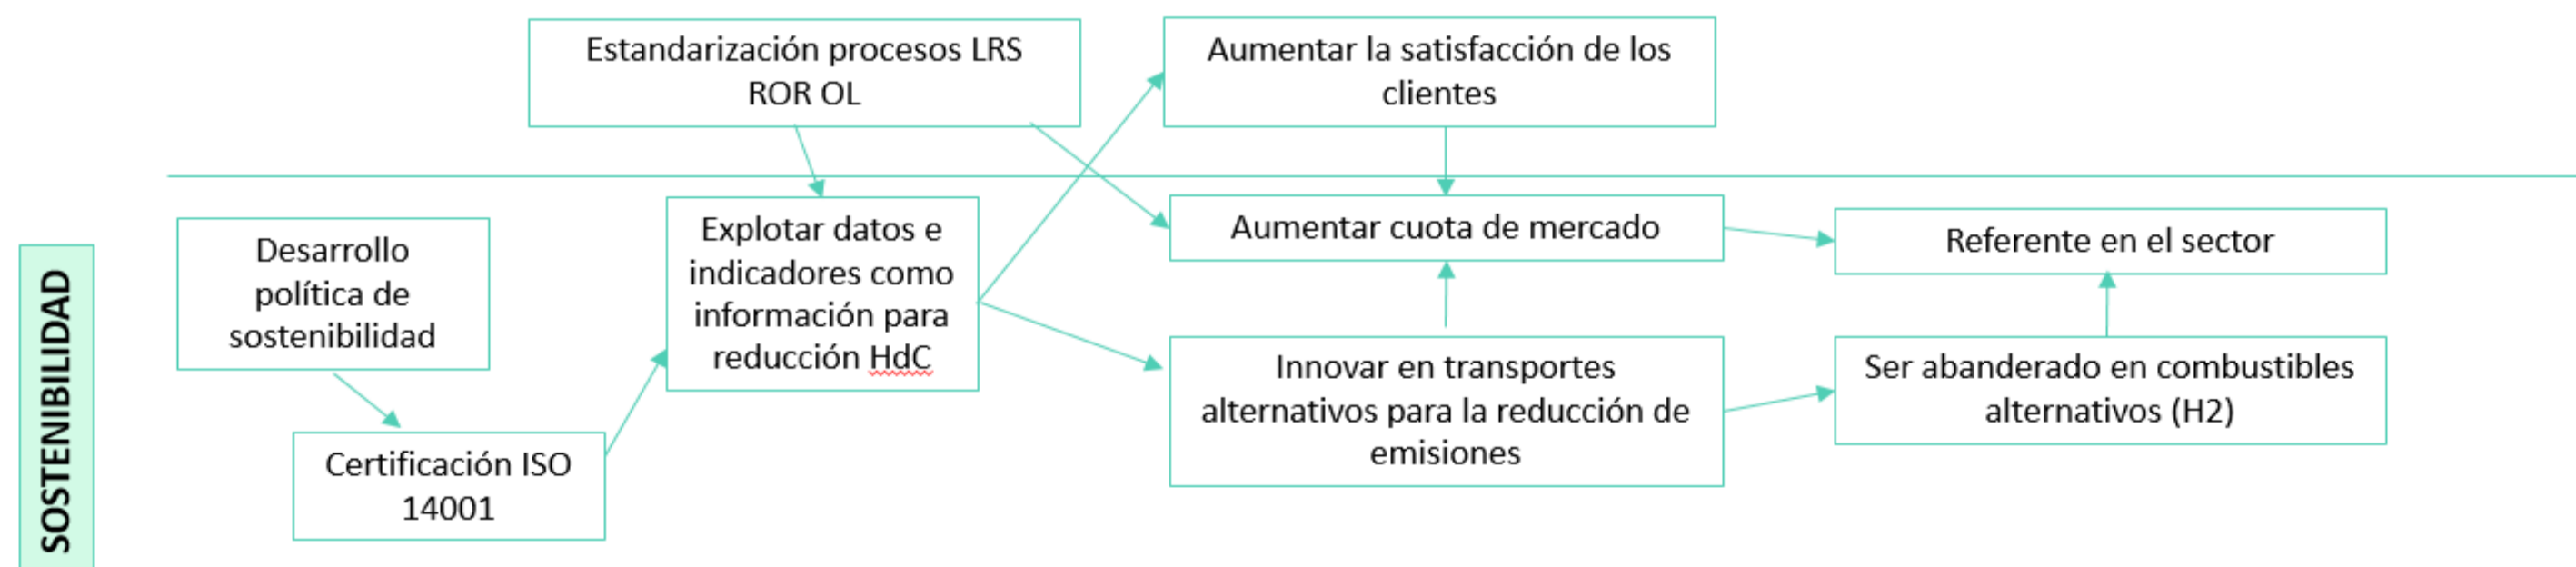 Estandarización procesos LRS
ROR OL
Aumentar la satisfacción de los
clientes
SOSTENIBILIDAD
Desarrollo
política de
sostenibilidad
Certificación ISO
14001
Explotar datos e
indicadores como
información para
reducción HdC
Aumentar cuota de mercado
Referente en el sector
Innovar en transportes
alternativos para la reducción de
emisiones
Ser abanderado en combustibles
alternativos (H2)